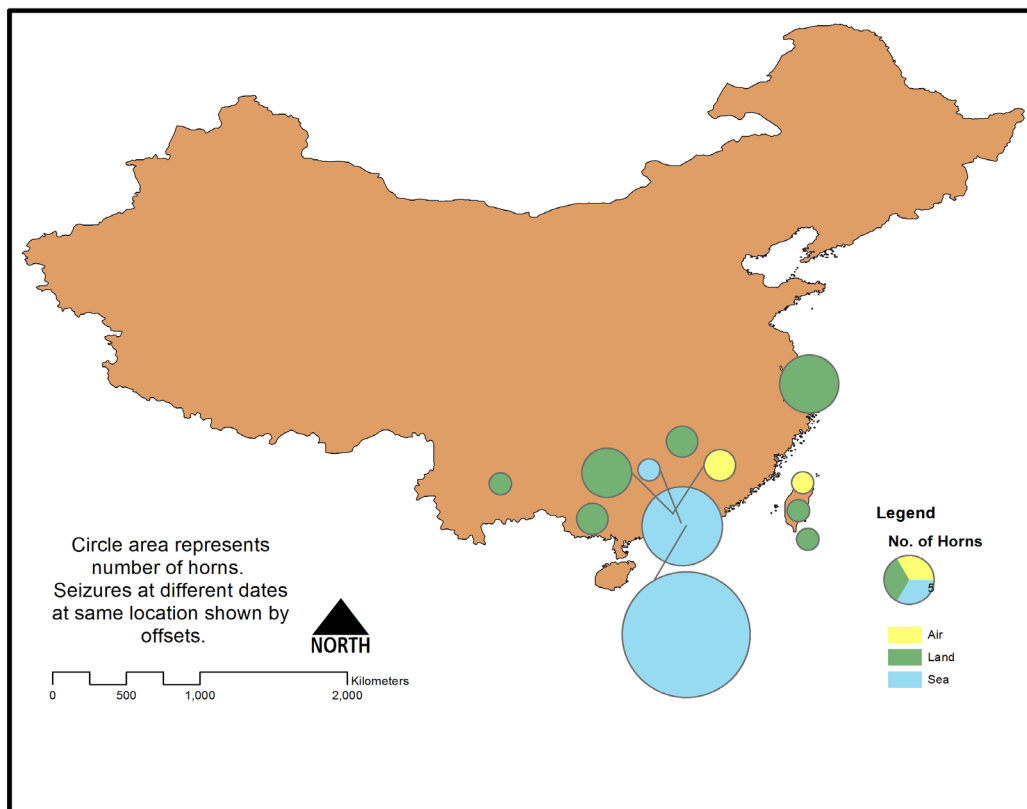 Circle area represents
number of horns.
Seizures at different dates
at same location shown by
offsets.
NORTH
Kilometers
0 500 1,000 2,000
Legend
No. of Horns
5
Air
Land
Sea